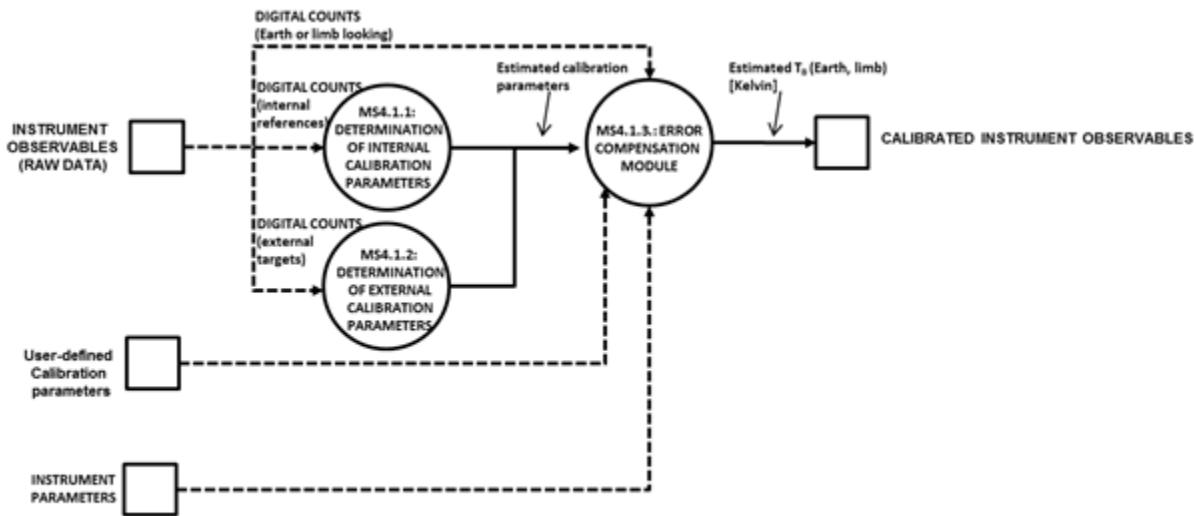 DIGITAL COUNTS
(Earth or limb looking)
Estimated calibration
parameters
Estimated TB (Earth, limb)
[Kelvin]
DIGITAL COUNTS
(internal
references)
INSTRUMENT
OBSERVABLES
(RAW DATA)
MS4.1.1:
DETERMINATION
OF INTERNAL
CALIBRATION
PARAMETERS
MS4.1.3.: ERROR
COMPENSATION
MODULE
CALIBRATED INSTRUMENT OBSERVABLES
DIGITAL COUNTS
(external
targets)
MS4.1.2:
DETERMINATION
OF EXTERNAL
CALIBRATION
PARAMETERS
User-defined
Calibration
parameters
INSTRUMENT
PARAMETERS